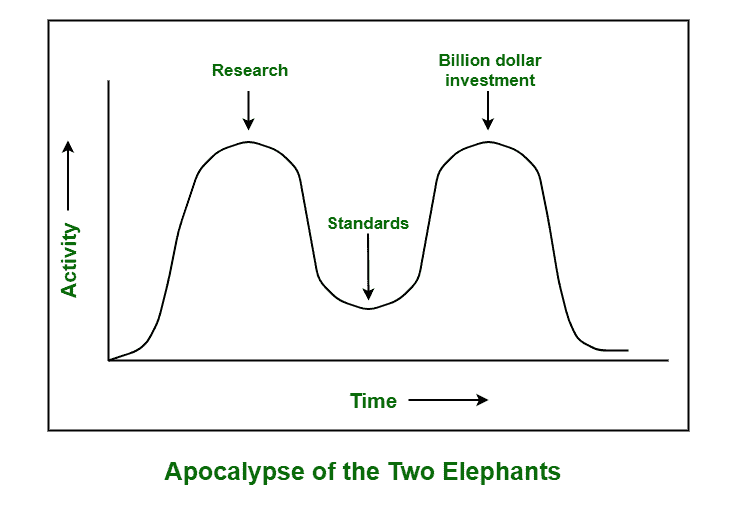 Research
Billion dollar
investment
Standards
Activity
Time
Apocalypse of the Two Elephants